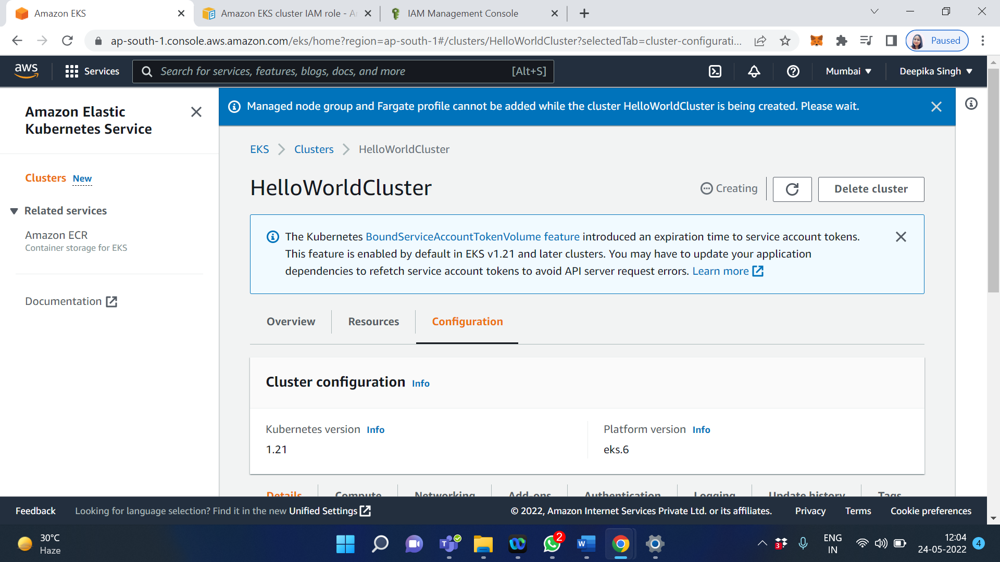 Amazon EKS
Amazon EKS cluster IAM role - A
IAM Management Console
ap-south-1.console.aws.amazon.com/eks/home?region=ap-south-1#/clusters/HelloWorldCluster?selectedTab=cluster-configurati...
Paused
aws
Services
Search for services, features, blogs, docs, and more
[Alt+S]
Mumbai
Deepika Singh
Amazon Elastic
Kubernetes Service
Clusters New
Related services
Amazon ECR
Container storage for EKS
Documentation
Managed node group and Fargate profile cannot be added while the cluster HelloWorldCluster is being created. Please wait.
EKS
Clusters
HelloWorldCluster
HelloWorldCluster
Creating
Delete cluster
The Kubernetes BoundServiceAccountTokenVolume feature introduced an expiration time to service account tokens.
This feature is enabled by default in EKS v1.21 and later clusters. You may have to update your application
dependencies to refetch service account tokens to avoid API server request errors. Learn more
Overview
Resources
Configuration
Cluster configuration Info
Kubernetes version Info
1.21
Platform version Info
eks.6
Details
Compute
Networking
Add-ons
Authentication
Logging
Update history
Tags
Feedback
Looking for language selection? Find it in the new Unified Settings
© 2022, Amazon Internet Services Private Ltd. or its affiliates.
Privacy
Terms
Cookie preferences
30°C
Haze
T
2
W
3
ENG
IN
12:04
24-05-2022
4